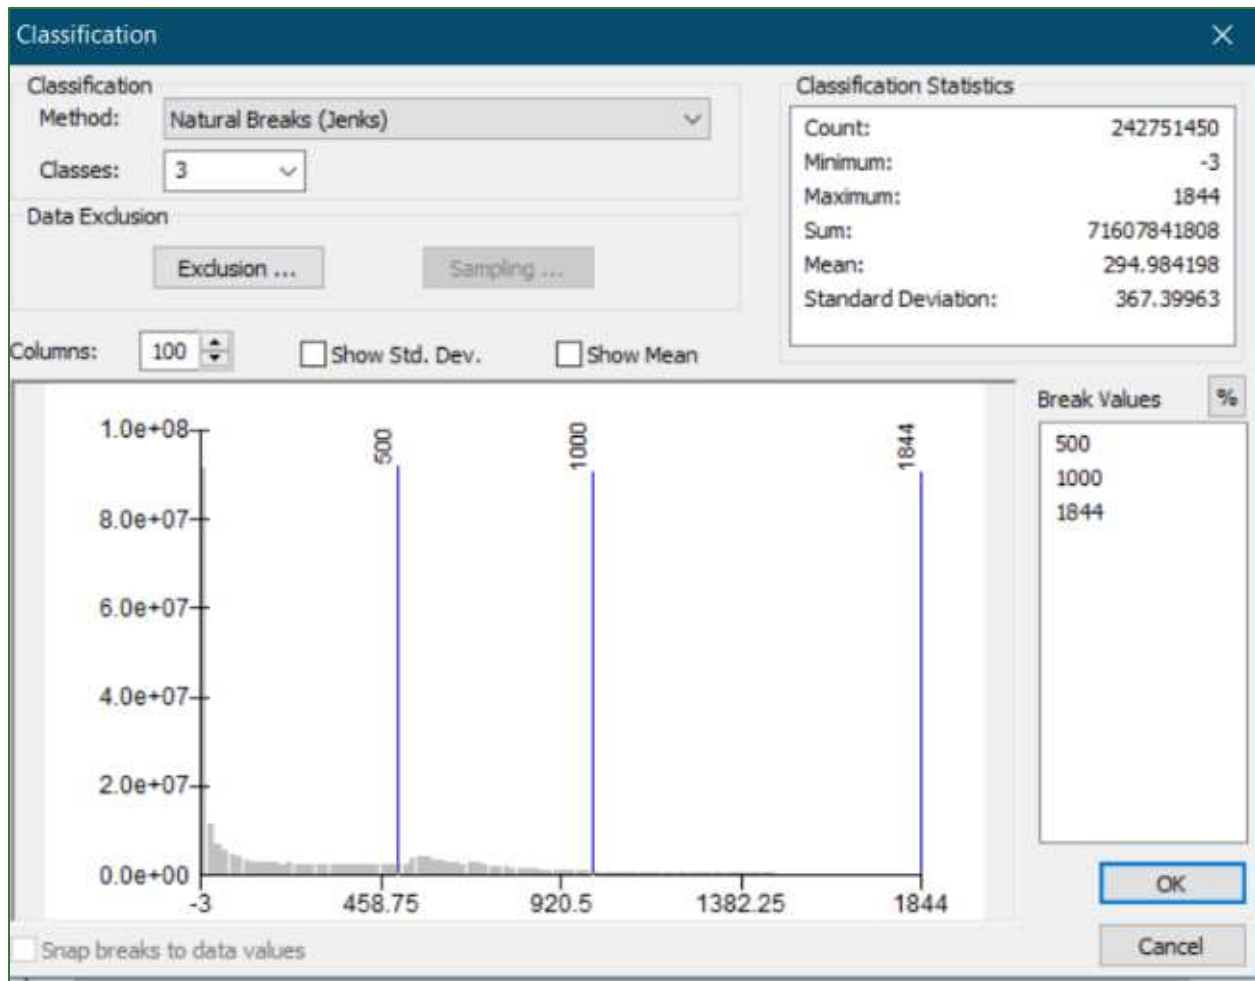 Classification
Classification
Method: Natural Breaks (Jenks)
Classes: 3
Data Exclusion
Exclusion ... Sampling ...
Classification Statistics
Count: 242751450
Minimum: -3
Maximum: 1844
Sum: 71607841808
Mean: 294.984198
Standard Deviation: 367.39963
Columns: 100 Show Std. Dev. Show Mean
Break Values %
500
1000
1844
1.0e+08
8.0e+07
6.0e+07
4.0e+07
2.0e+07
0.0e+00
500 1000 1844
-3 458.75 920.5 1382.25 1844
OK
Snap breaks to data values
Cancel